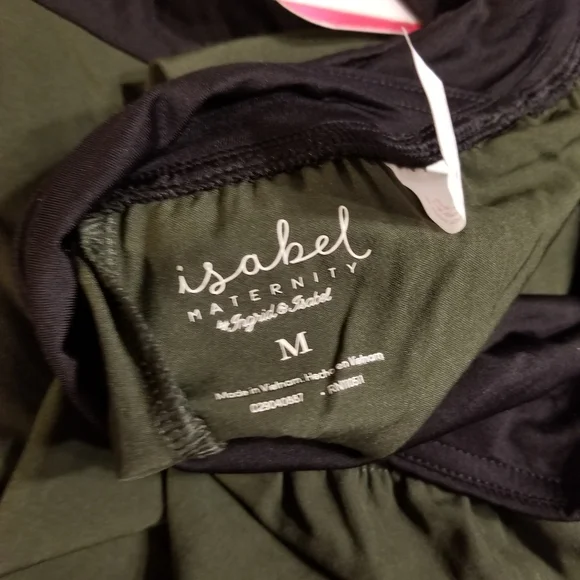 isabel
MATERNITY
by Ingrid & Isabel
M
Made in Vietnam. Hecho en Vietnam